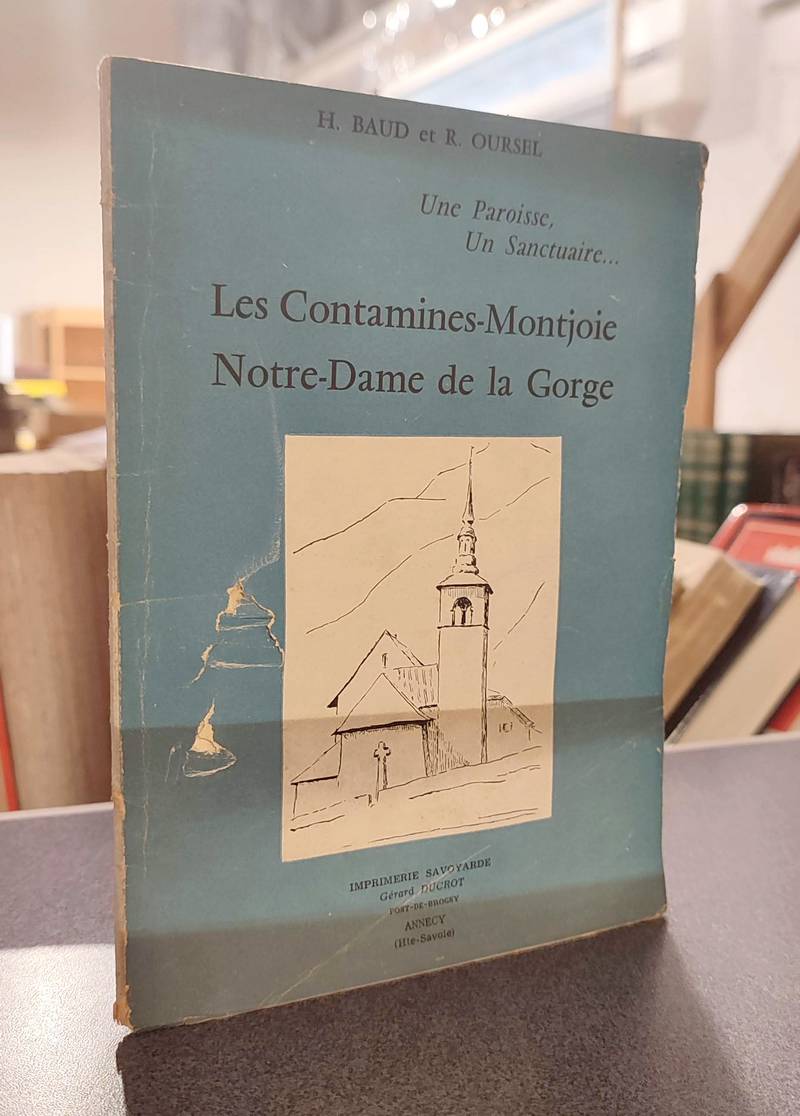 H. BAUD et R. OURSEL
Une Paroisse,
Un Sanctuaire...
Les Contamines-Montjoie
Notre-Dame de la Gorge
IMPRIMERIE SAVOYARDE
Gérard DUCROT
PONT-DE-BROGNY
ANNECY
(Hte-Savoie)